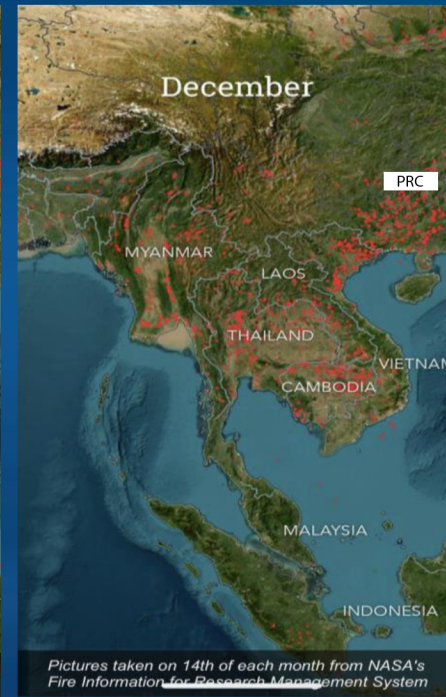 December
PRC
MYANMAR
LAOS
THAILAND
VIETNAM
CAMBODIA
MALAYSIA
INDONESIA
Pictures taken on 14th of each month from NASA's
Fire Information for Research Management System